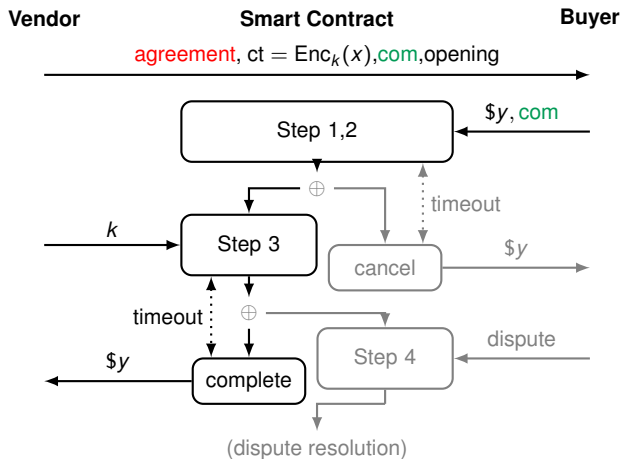 Vendor Smart Contract Buyer
agreement, ct = Enc_k(x),com,opening
$y, com
Step 1,2
⊕
timeout
k
Step 3
cancel
$y
timeout
⊕
dispute
Step 4
$y
complete
(dispute resolution)